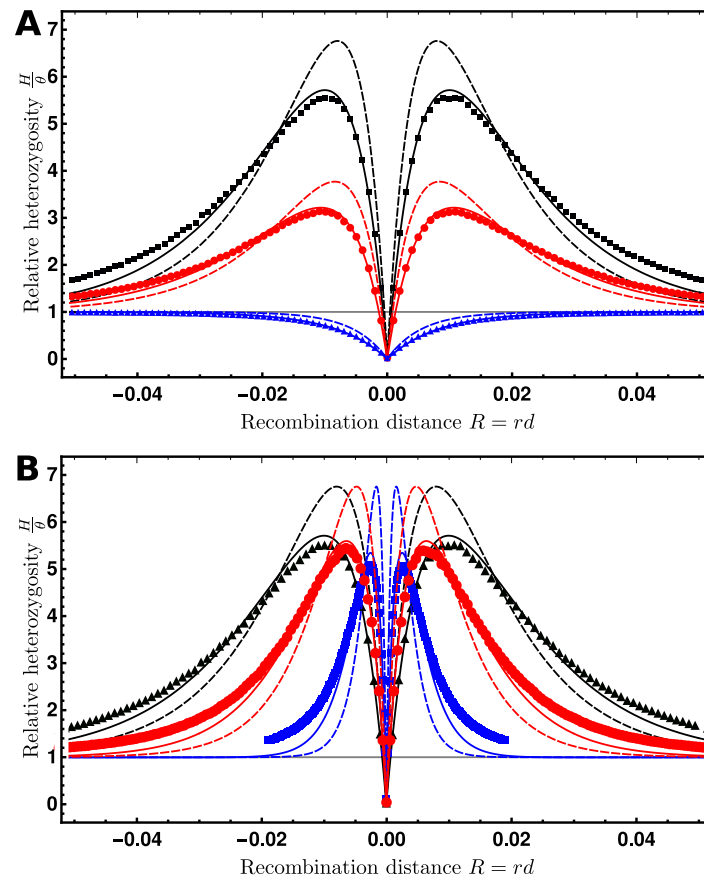 A
7
6
5
4
3
2
1
0
Relative heterozygosity H/θ
−0.04 −0.02 0.00 0.02 0.04
Recombination distance R = rd
B
7
6
5
4
3
2
1
0
Relative heterozygosity H/θ
−0.04 −0.02 0.00 0.02 0.04
Recombination distance R = rd